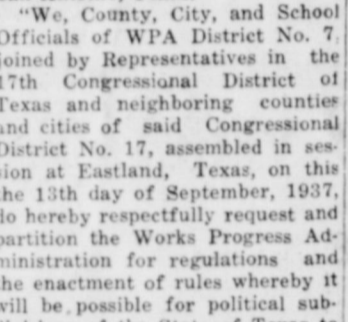 "We, County, City, and School
Officials of WPA District No. 7,
joined by Representatives in the
17th Congressional District of
Texas and neighboring counties
and cities of said Congressional
District No. 17, assembled in ses-
sion at Eastland, Texas, on this
the 13th day of September, 1937,
do hereby respectfully request and
partition the Works Progress Ad-
ministration for regulations and
the enactment of rules whereby it
will be possible for political sub-